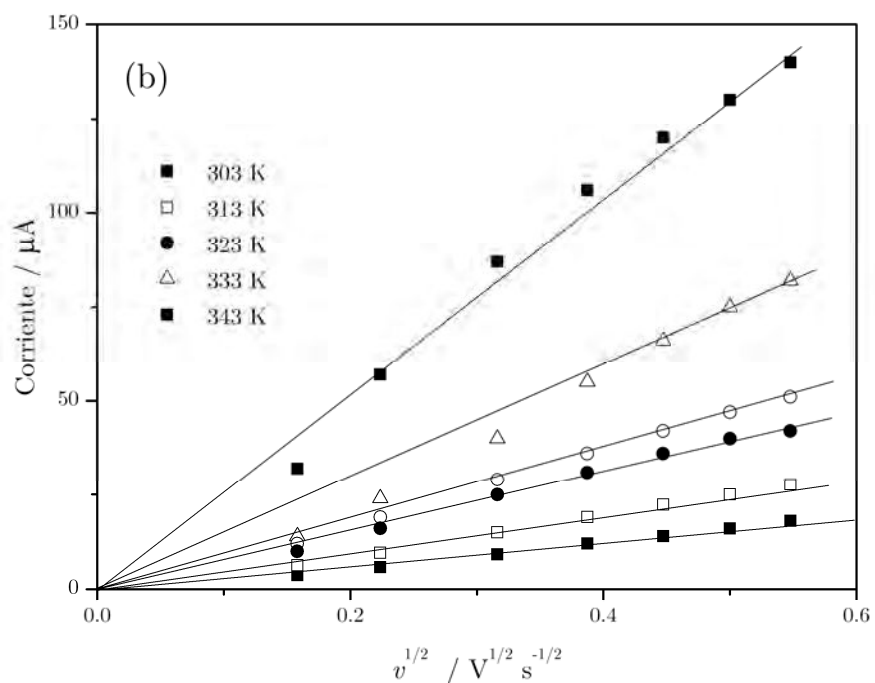 150
(b)
303 K
313 K
323 K
333 K
343 K
100
50
0
Corriente / µA
0.0
0.2
0.4
0.6
v^1/2 / V^1/2 s^-1/2